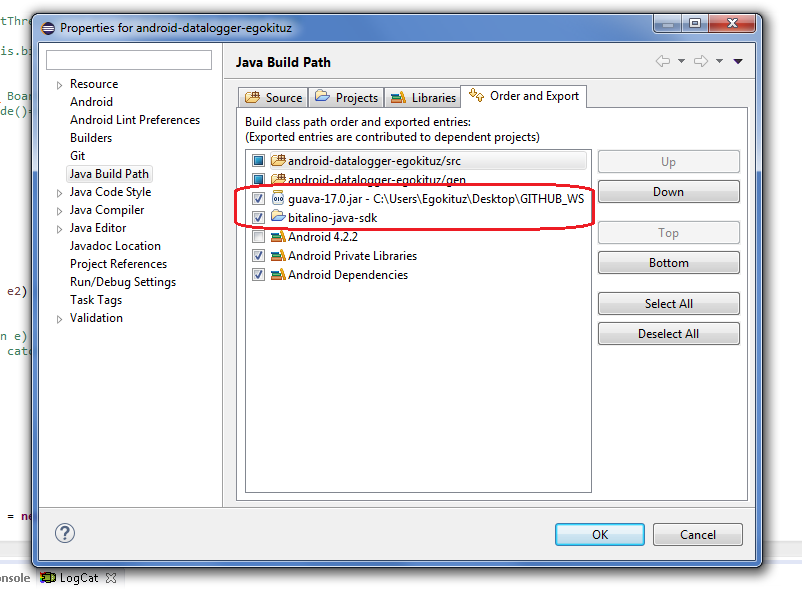 Properties for android-datalogger-egokituz
tThre
is.bi
_Boar
de()=
Resource
Android
Android Lint Preferences
Builders
Git
Java Build Path
Java Code Style
Java Compiler
Java Editor
Javadoc Location
Project References
Run/Debug Settings
Task Tags
Validation
Java Build Path
Source
Projects
Libraries
Order and Export
Build class path order and exported entries:
(Exported entries are contributed to dependent projects)
android-datalogger-egokituz/src
android-datalogger-egokituz/gen
guava-17.0.jar - C:\Users\Egokituz\Desktop\GITHUB_WS
bitalino-java-sdk
Android 4.2.2
Android Private Libraries
Android Dependencies
Up
Down
Top
Bottom
Select All
Deselect All
e2)
n e)
catc
= ne
OK
Cancel
onsole
LogCat